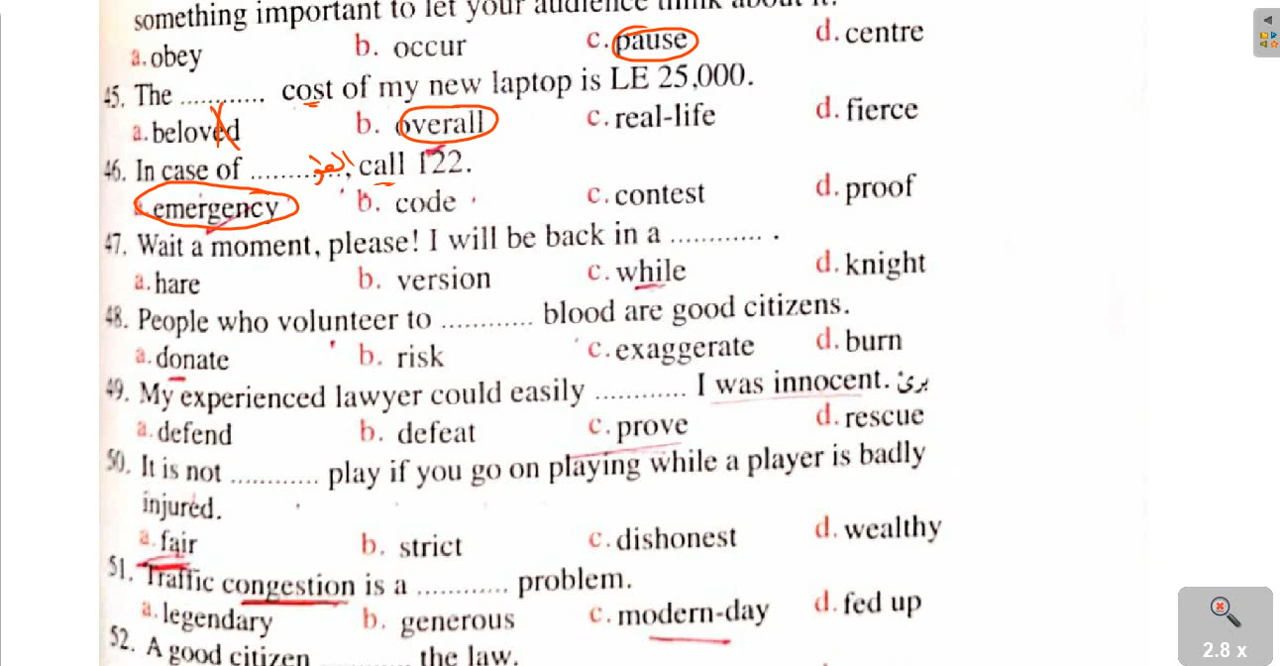 something important to let your audience think about it.
a. obey b. occur c. pause d. centre
45. The ............ cost of my new laptop is LE 25,000.
a. beloved b. overall c. real-life d. fierce
46. In case of ............, call 122.
a. emergency b. code c. contest d. proof
47. Wait a moment, please! I will be back in a ............ .
a. hare b. version c. while d. knight
48. People who volunteer to ............ blood are good citizens.
a. donate b. risk c. exaggerate d. burn
49. My experienced lawyer could easily ............ I was innocent. برئ
a. defend b. defeat c. prove d. rescue
50. It is not ............ play if you go on playing while a player is badly
injured.
a. fair b. strict c. dishonest d. wealthy
51. Traffic congestion is a ............ problem.
a. legendary b. generous c. modern-day d. fed up
52. A good citizen ............ the law.
2.8 x